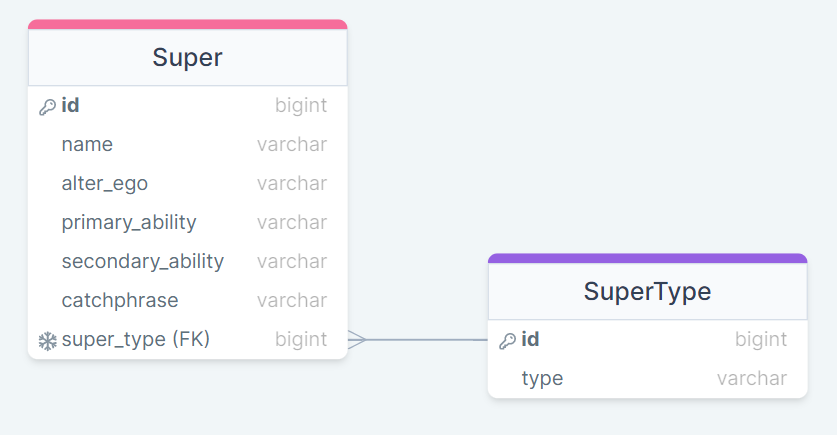 Super
id bigint
name varchar
alter_ego varchar
primary_ability varchar
secondary_ability varchar
catchphrase varchar
super_type (FK) bigint
SuperType
id bigint
type varchar